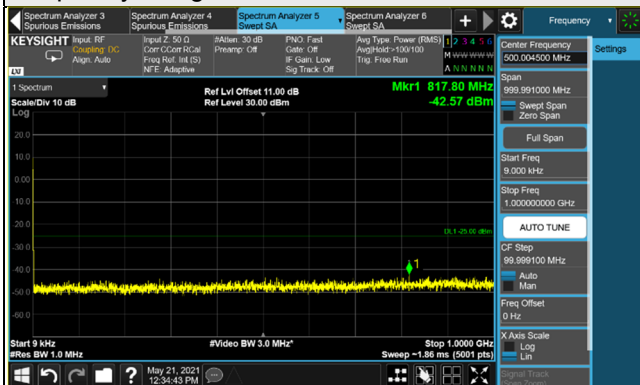 Spectrum Analyzer 3
Spurious Emissions
Spectrum Analyzer 4
Spurious Emissions
Spectrum Analyzer 5
Swept SA
Spectrum Analyzer 6
Swept SA
Frequency
KEYSIGHT
Input: RF
Coupling: DC
Align: Auto
Input Z: 50 Ω
Corr CCorr RCal
Freq Ref: Int (S)
NFE: Adaptive
#Atten: 30 dB
Preamp: Off
PNO: Fast
Gate: Off
IF Gain: Low
Sig Track: Off
Avg Type: Power (RMS)
Avg|Hold:>100/100
Trig: Free Run
1 2 3 4 5 6
M W W W W W
A N N N N N
LXI
1 Spectrum
Scale/Div 10 dB
Log
Ref Lvl Offset 11.00 dB
Ref Level 30.00 dBm
Mkr1 817.80 MHz
-42.57 dBm
20.0
10.0
0.00
-10.0
-20.0
DL1 -25.00 dBm
-30.0
1
-40.0
-50.0
-60.0
Start 9 kHz
#Res BW 1.0 MHz
#Video BW 3.0 MHz*
Stop 1.0000 GHz
Sweep ~1.86 ms (5001 pts)
Center Frequency
500.004500 MHz
Settings
Span
999.991000 MHz
Swept Span
Zero Span
Full Span
Start Freq
9.000 kHz
Stop Freq
1.000000000 GHz
AUTO TUNE
CF Step
99.999100 MHz
Auto
Man
Freq Offset
0 Hz
X Axis Scale
Log
Lin
Signal Track
(Span Zoom)
May 21, 2021
12:34:43 PM